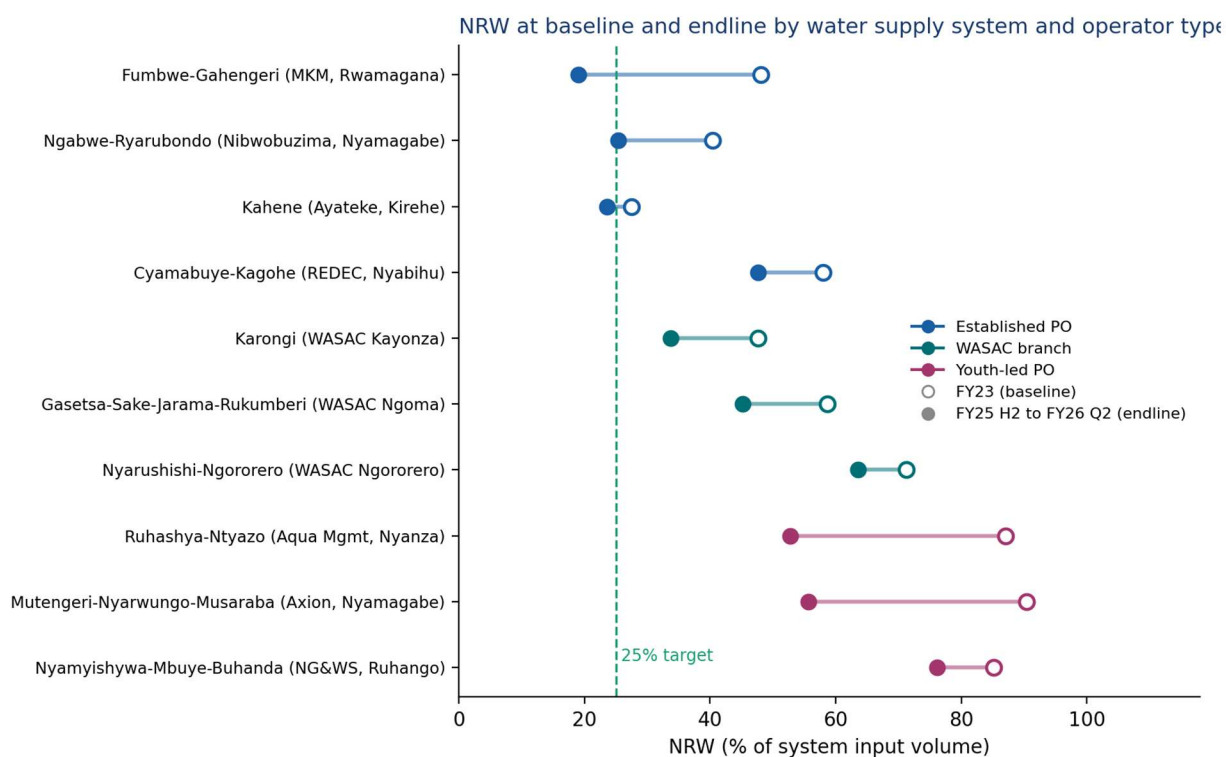 NRW at baseline and endline by water supply system and operator type
Fumbwe-Gahengeri (MKM, Rwamagana)
Ngabwe-Ryarubondo (Nibwobuzima, Nyamagabe)
Kahene (Ayateke, Kirehe)
Cyamabuye-Kagohe (REDEC, Nyabihu)
Karongi (WASAC Kayonza)
Gasetsa-Sake-Jarama-Rukumberi (WASAC Ngoma)
Nyarushishi-Ngororero (WASAC Ngororero)
Ruhashya-Ntyazo (Aqua Mgmt, Nyanza)
Mutengeri-Nyarwungo-Musaraba (Axion, Nyamagabe)
Nyamyishywa-Mbuye-Buhanda (NG&WS, Ruhango)
Established PO
WASAC branch
Youth-led PO
FY23 (baseline)
FY25 H2 to FY26 Q2 (endline)
25% target
0 20 40 60 80 100
NRW (% of system input volume)